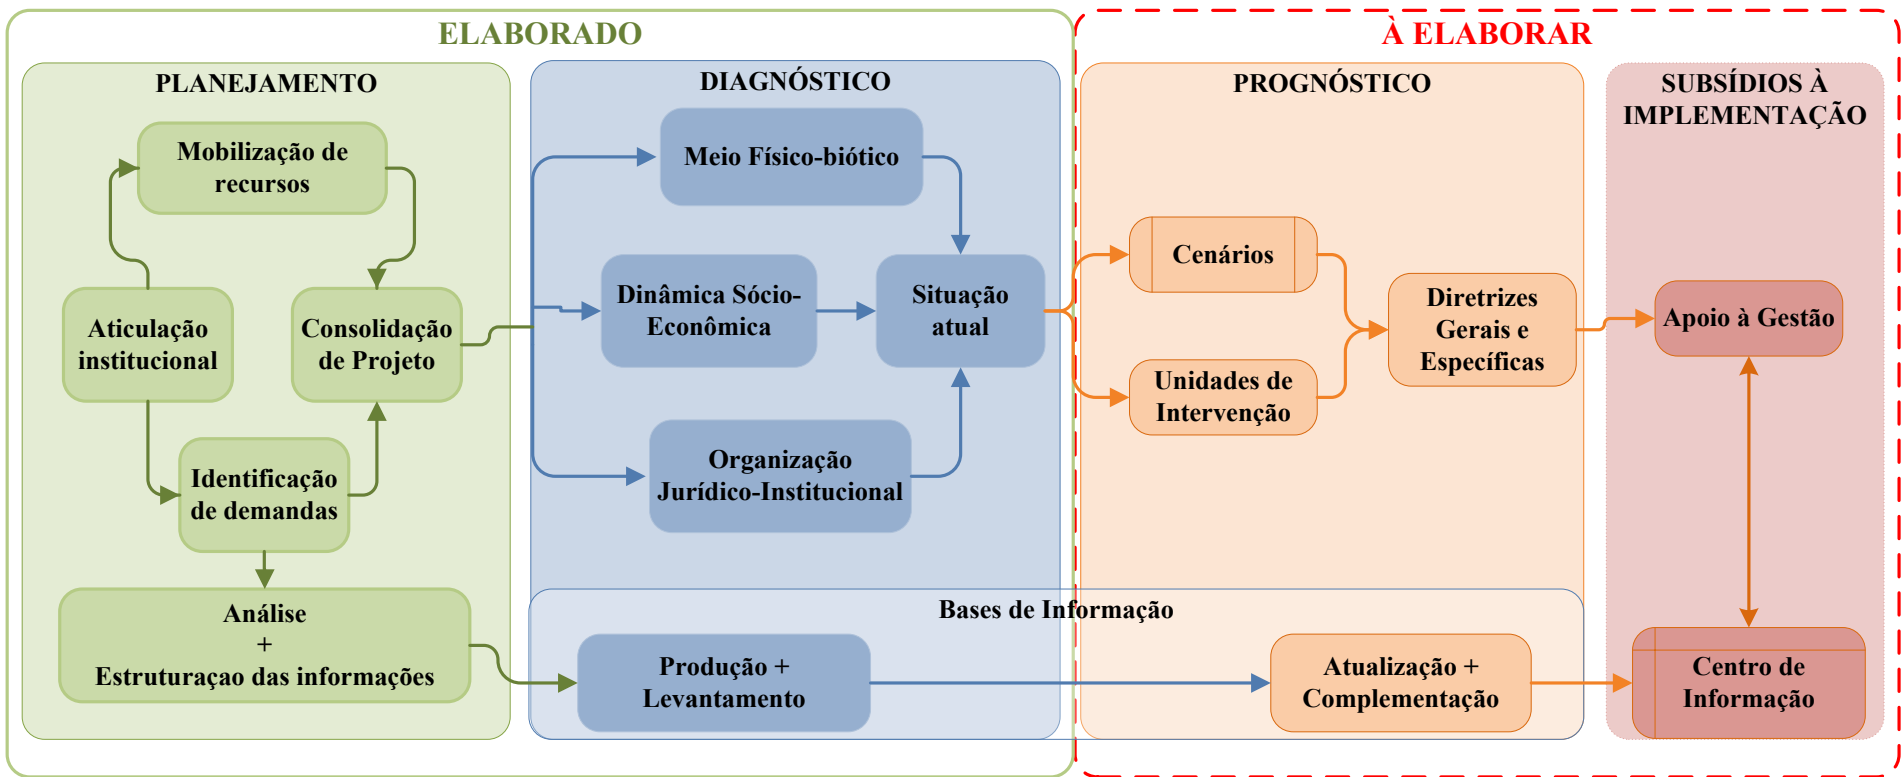 ELABORADO
À ELABORAR
PLANEJAMENTO
Mobilização de
recursos
Aticulação
institucional
Consolidação
de Projeto
Identificação
de demandas
Análise
+
Estruturaçao das informações
DIAGNÓSTICO
Meio Físico-biótico
Dinâmica Sócio-
Econômica
Situação
atual
Organização
Jurídico-Institucional
PROGNÓSTICO
Cenários
Unidades de
Intervenção
Diretrizes
Gerais e
Específicas
Bases de Informação
Produção +
Levantamento
Atualização +
Complementação
SUBSÍDIOS À
IMPLEMENTAÇÃO
Apoio à Gestão
Centro de
Informação